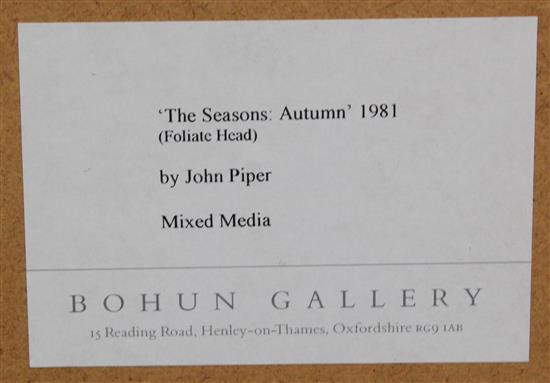 ‘The Seasons: Autumn’ 1981
(Foliate Head)
by John Piper
Mixed Media
BOHUN GALLERY
15 Reading Road, Henley-on-Thames, Oxfordshire RG9 1AB